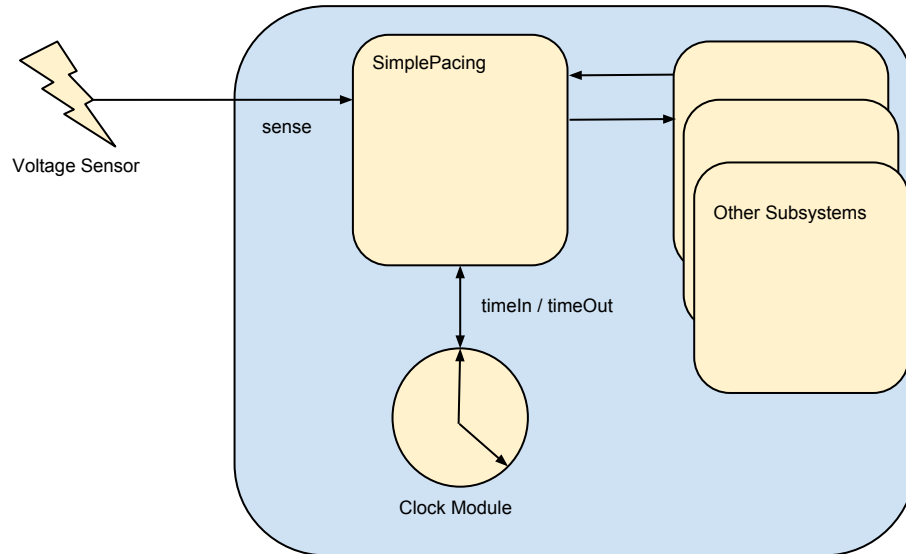 SimplePacing
sense
Voltage Sensor
Other Subsystems
timeIn / timeOut
Clock Module